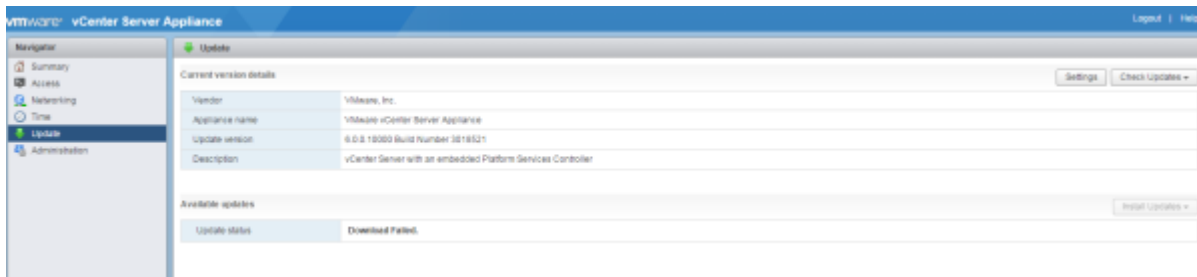 vmware vCenter Server Appliance
Logout | Help
Navigator
Summary
Access
Networking
Time
Update
Administration
Update
Current version details
Settings
Check Updates
Vendor VMware, Inc.
Appliance name VMware vCenter Server Appliance
Update version Build Number
Description vCenter Server with an embedded Platform Services Controller
Available updates
Install Updates
Update status Download Failed.